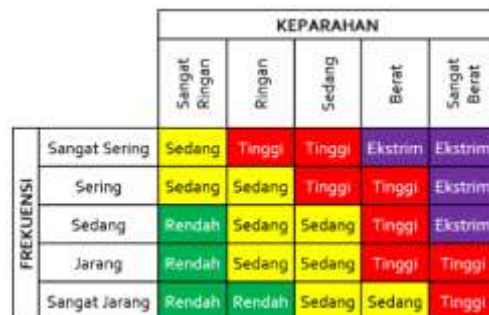 KEPARAHAN
Sangat Ringan
Ringan
Sedang
Berat
Sangat Berat
FREKUENSI
Sangat Sering Sedang Tinggi Tinggi Ekstrim Ekstrim
Sering Sedang Sedang Tinggi Tinggi Ekstrim
Sedang Rendah Sedang Sedang Tinggi Ekstrim
Jarang Rendah Sedang Sedang Tinggi Tinggi
Sangat Jarang Rendah Rendah Sedang Sedang Tinggi